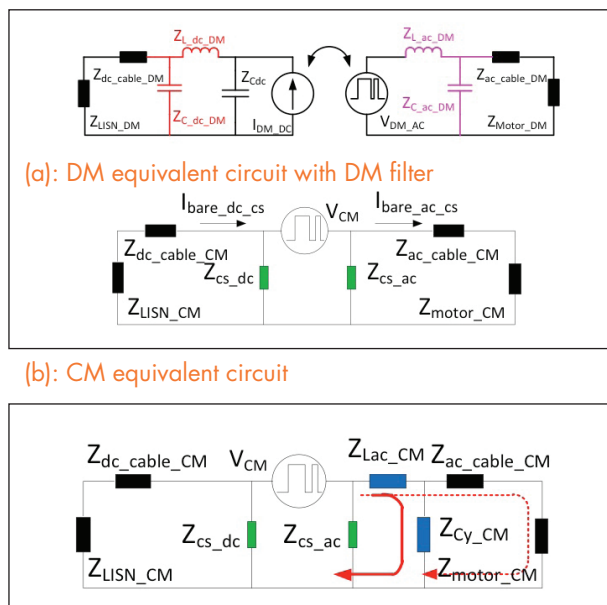 Z_L_dc_DM
Z_L_ac_DM
Z_dc_cable_DM
Z_Cdc
Z_ac_cable_DM
Z_LISN_DM
Z_C_dc_DM
I_DM_DC
V_DM_AC
Z_C_ac_DM
Z_Motor_DM
(a): DM equivalent circuit with DM filter
I_bare_dc_cs
V_CM
I_bare_ac_cs
Z_dc_cable_CM
Z_ac_cable_CM
Z_cs_dc
Z_cs_ac
Z_LISN_CM
Z_motor_CM
(b): CM equivalent circuit
Z_dc_cable_CM
V_CM
Z_Lac_CM
Z_ac_cable_CM
Z_cs_dc
Z_cs_ac
Z_Cy_CM
Z_LISN_CM
Z_motor_CM